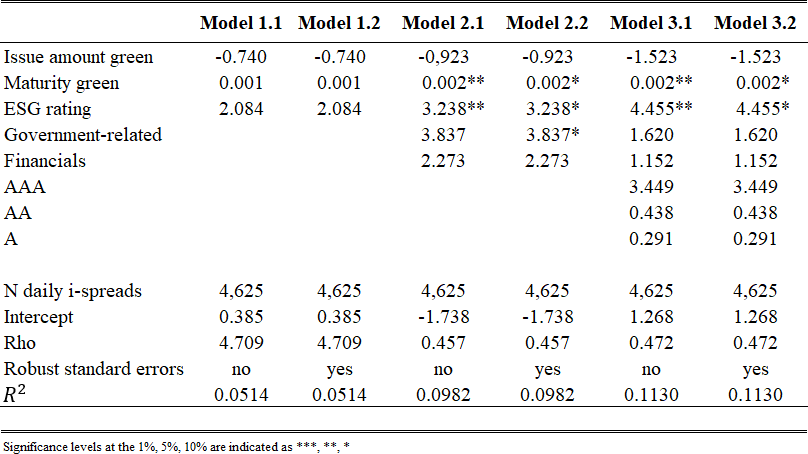 Model 1.1 Model 1.2 Model 2.1 Model 2.2 Model 3.1 Model 3.2
Issue amount green -0.740 -0.740 -0,923 -0.923 -1.523 -1.523
Maturity green 0.001 0.001 0.002** 0.002* 0.002** 0.002*
ESG rating 2.084 2.084 3.238** 3.238* 4.455** 4.455*
Government-related 3.837 3.837* 1.620 1.620
Financials 2.273 2.273 1.152 1.152
AAA 3.449 3.449
AA 0.438 0.438
A 0.291 0.291
N daily i-spreads 4,625 4,625 4,625 4,625 4,625 4,625
Intercept 0.385 0.385 -1.738 -1.738 1.268 1.268
Rho 4.709 4.709 0.457 0.457 0.472 0.472
Robust standard errors no yes no yes no yes
R² 0.0514 0.0514 0.0982 0.0982 0.1130 0.1130
Significance levels at the 1%, 5%, 10% are indicated as ***, **, *